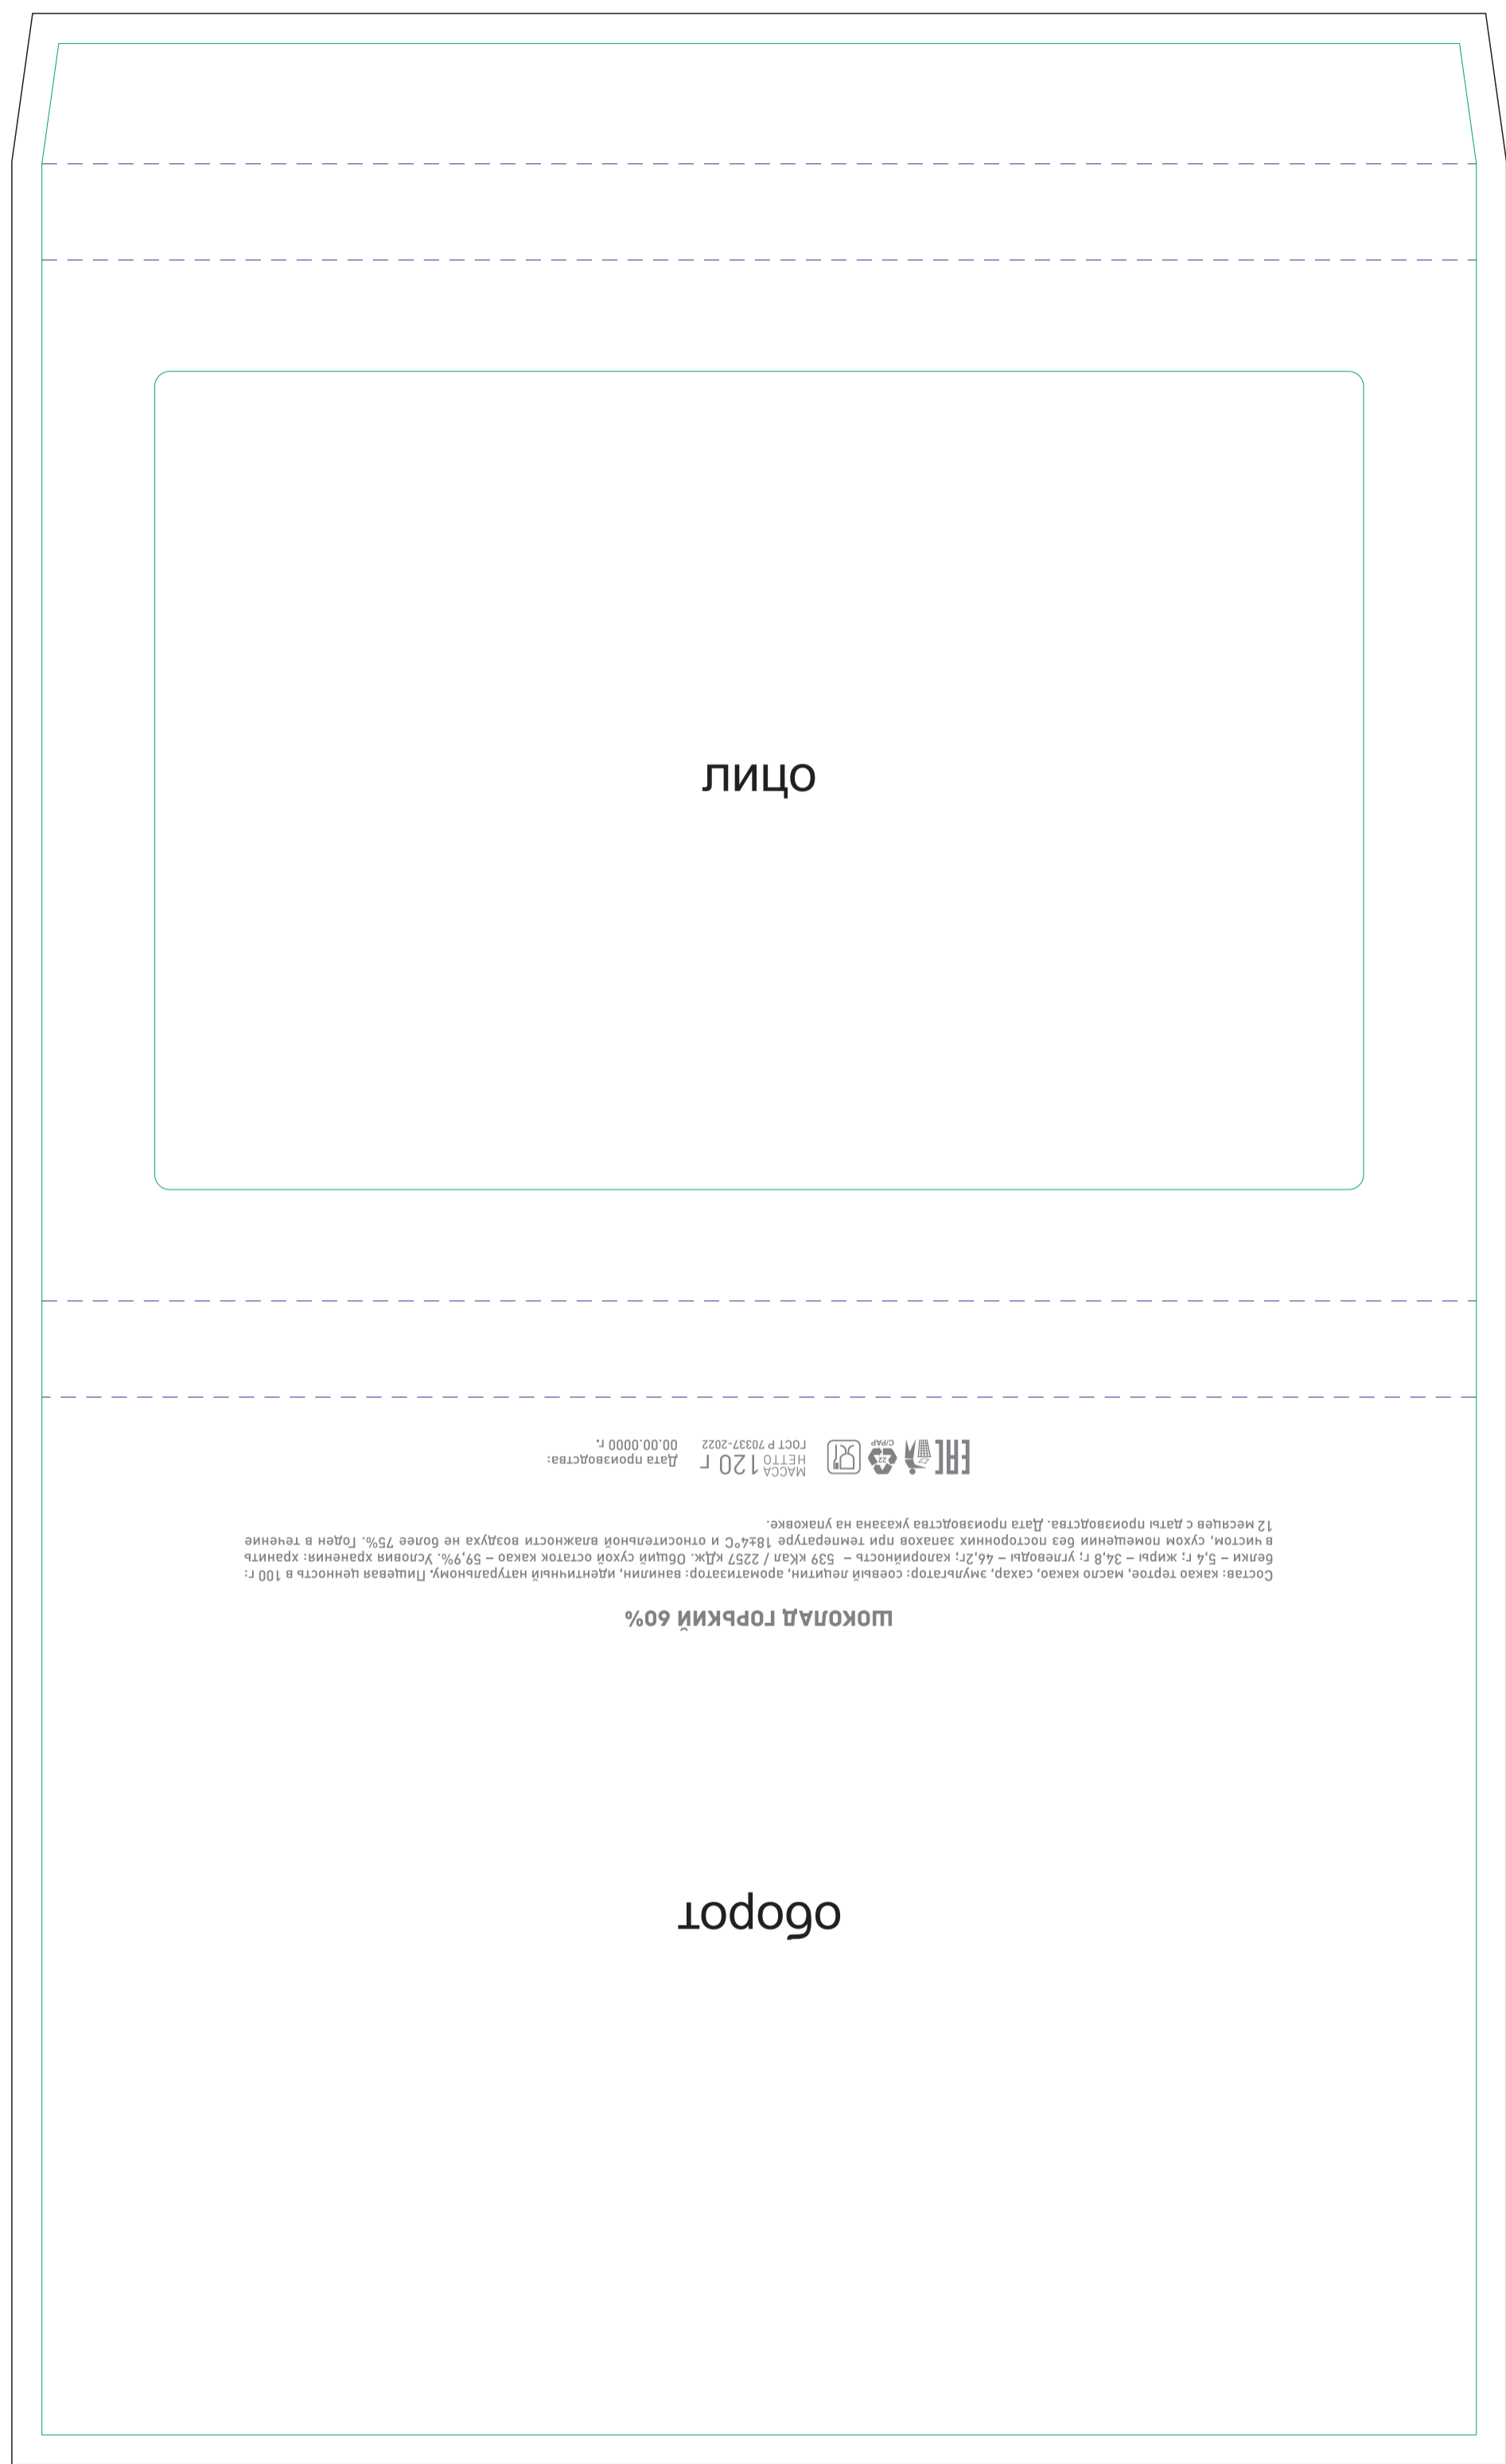 лицо
оборот
ШОКОЛАД ГОРЬКИЙ 60%
Состав: какао тертое, масло какао, сахар, эмульгатор: соевый лецитин, ароматизатор: ванилин, идентичный натуральному. Пищевая ценность в 100 г:
белки – 5,4 г; жиры – 34,8 г; углеводы – 46,2г; калорийность – 539 кКал / 2257 кДж. Общий сухой остаток какао – 59,9%. Условия хранения: хранить
в чистом, сухом помещении без посторонних запахов при температуре 18±4°С и относительной влажности воздуха не более 75%. Годен в течение
12 месяцев с даты производства. Дата производства указана на упаковке.
EAC
22
C/PAP
МАССА
НЕТТО
120 г
ГОСТ Р 70337-2022
Дата производства:
00.00.0000 г.